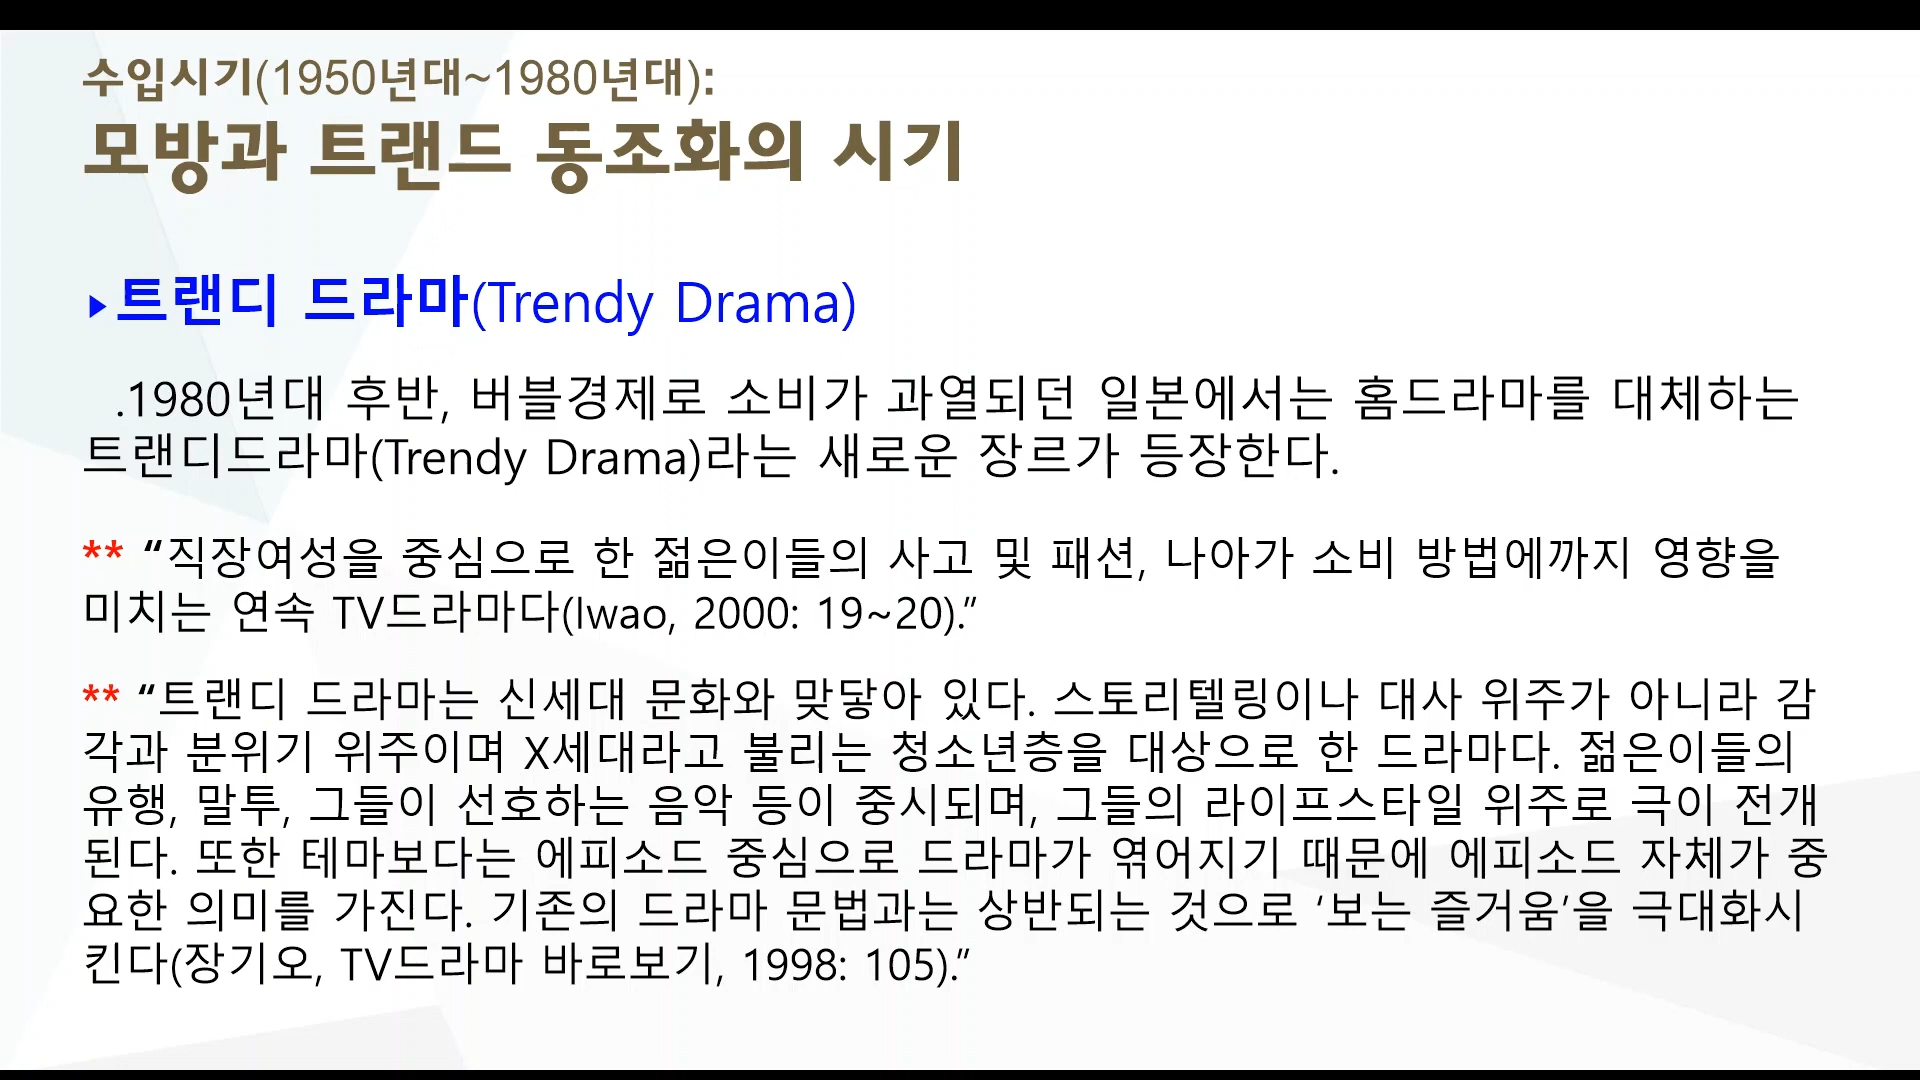 수입시기(1950년대~1980년대):
모방과 트랜드 동조화의 시기
▶트랜디 드라마(Trendy Drama)
.1980년대 후반, 버블경제로 소비가 과열되던 일본에서는 홈드라마를 대체하는
트랜디드라마(Trendy Drama)라는 새로운 장르가 등장한다.
** “직장여성을 중심으로 한 젊은이들의 사고 및 패션, 나아가 소비 방법에까지 영향을
미치는 연속 TV드라마다(Iwao, 2000: 19~20).”
** “트랜디 드라마는 신세대 문화와 맞닿아 있다. 스토리텔링이나 대사 위주가 아니라 감
각과 분위기 위주이며 X세대라고 불리는 청소년층을 대상으로 한 드라마다. 젊은이들의
유행, 말투, 그들이 선호하는 음악 등이 중시되며, 그들의 라이프스타일 위주로 극이 전개
된다. 또한 테마보다는 에피소드 중심으로 드라마가 엮어지기 때문에 에피소드 자체가 중
요한 의미를 가진다. 기존의 드라마 문법과는 상반되는 것으로 ‘보는 즐거움’을 극대화시
킨다(장기오, TV드라마 바로보기, 1998: 105).”